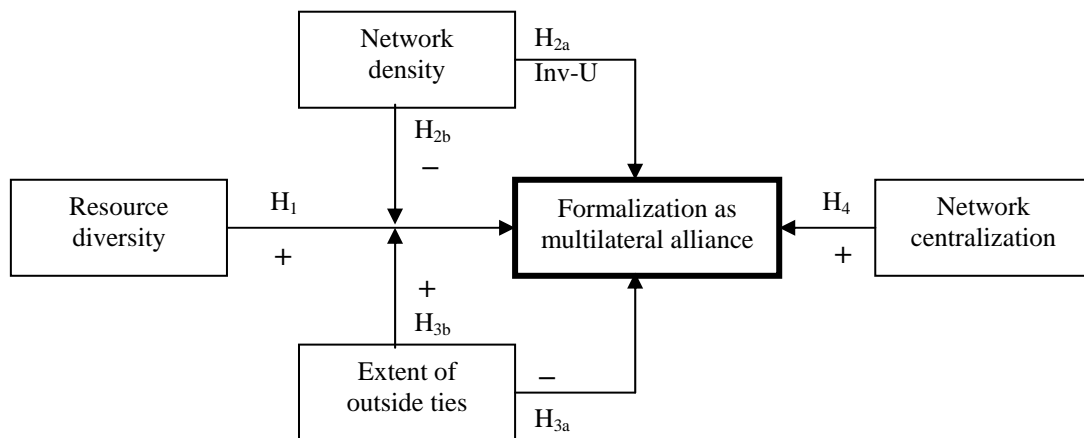 Network
density
H2a
Inv-U
H2b
−
Resource
diversity
H1
+
Formalization as
multilateral alliance
H4
+
Network
centralization
+
H3b
Extent of
outside ties
−
H3a